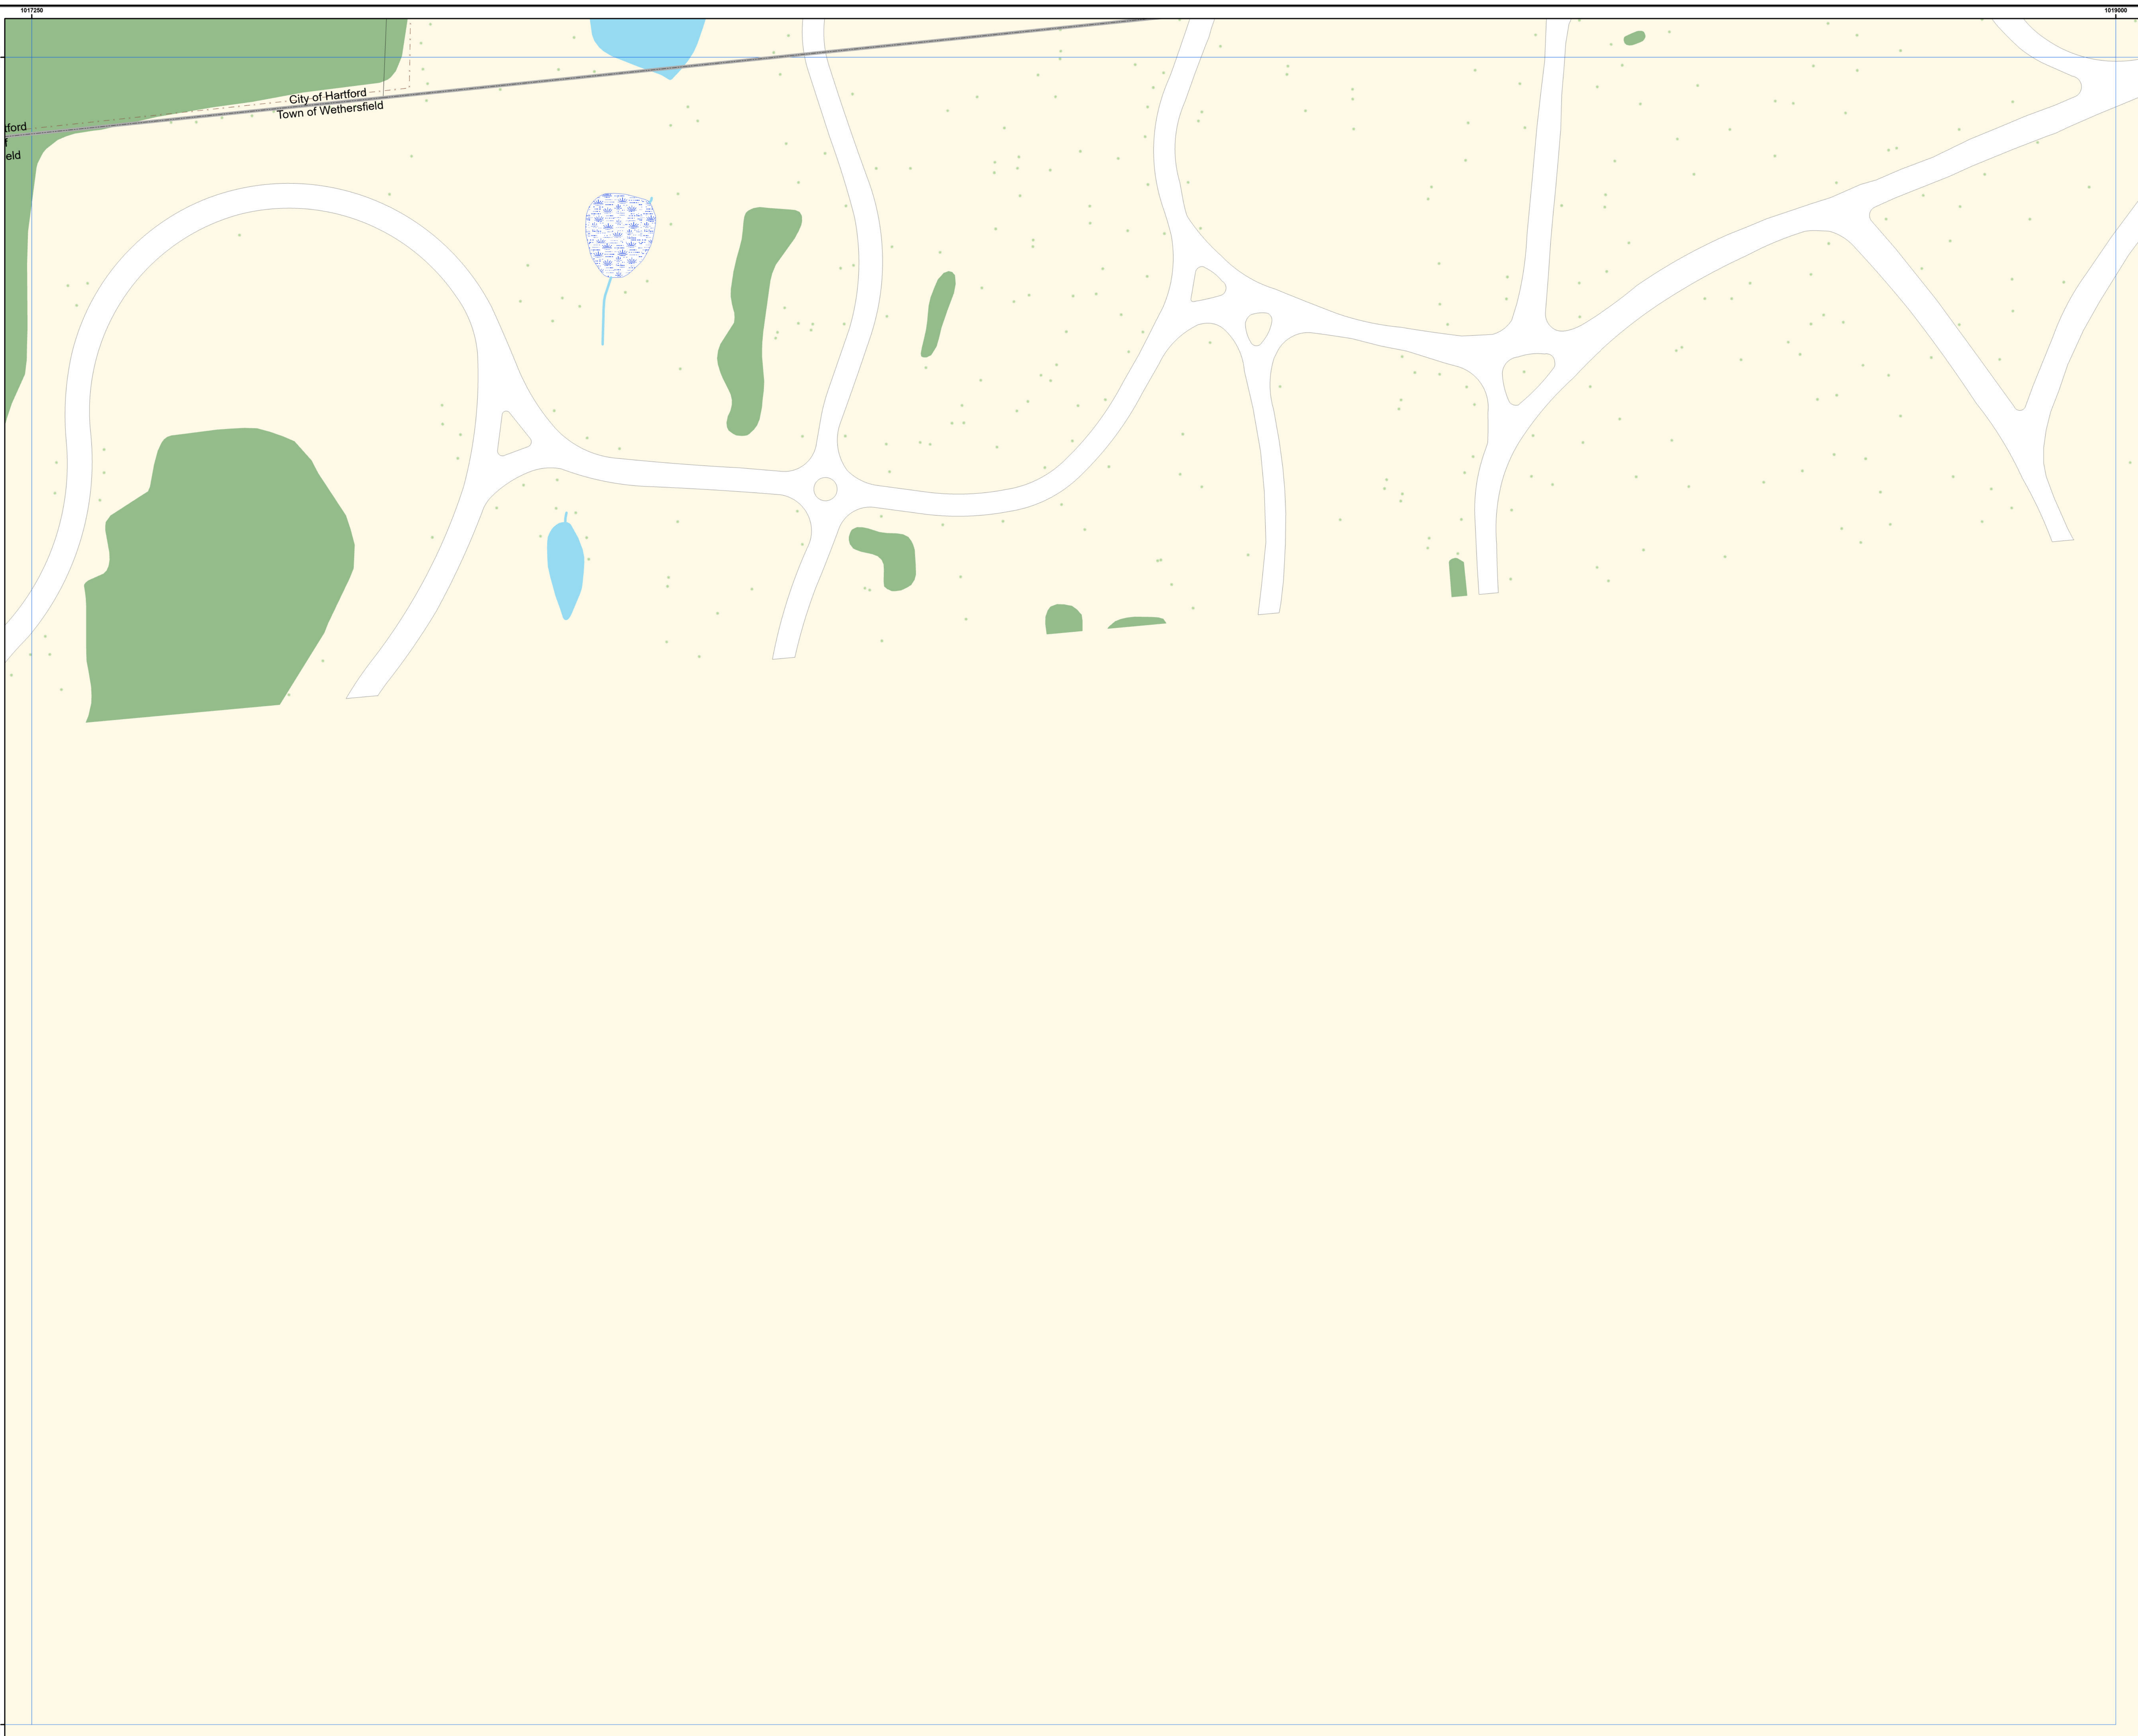 1017250
1019000
City of Hartford
Town of Wethersfield
tford
f
eld